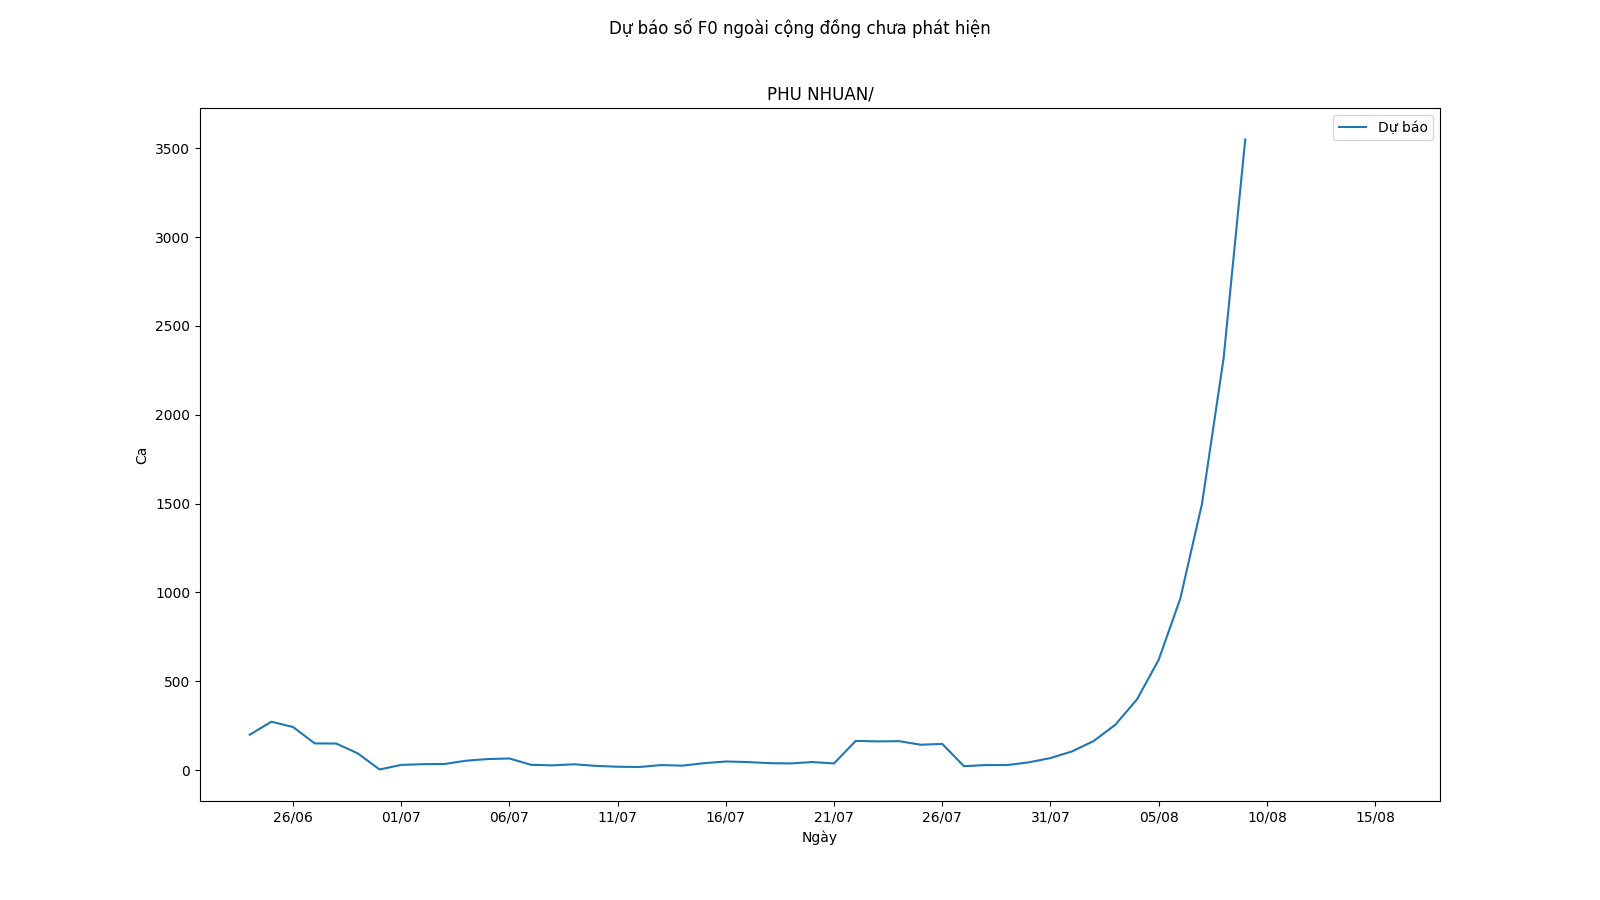 Dự báo số F0 ngoài cộng đồng chưa phát hiện
PHU NHUAN/
Dự báo
3500
3000
2500
2000
1500
1000
500
0
Ca
26/06 01/07 06/07 11/07 16/07 21/07 26/07 31/07 05/08 10/08 15/08
Ngày